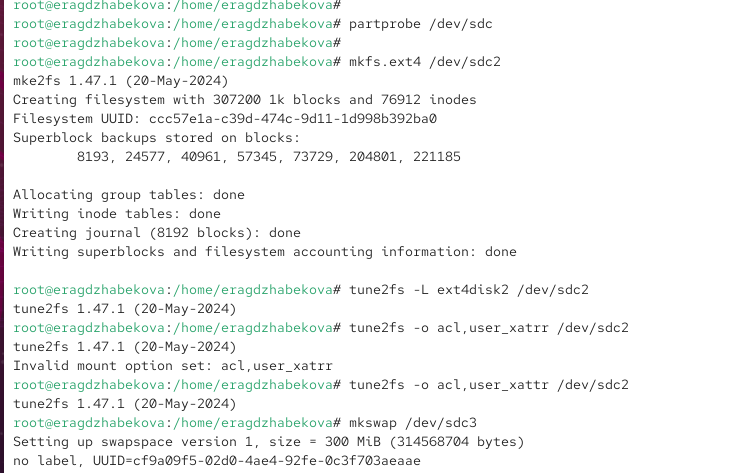 root@eragdzhabekova:/home/eragdzhabekova#
root@eragdzhabekova:/home/eragdzhabekova# partprobe /dev/sdc
root@eragdzhabekova:/home/eragdzhabekova#
root@eragdzhabekova:/home/eragdzhabekova# mkfs.ext4 /dev/sdc2
mke2fs 1.47.1 (20-May-2024)
Creating filesystem with 307200 1k blocks and 76912 inodes
Filesystem UUID: ccc57e1a-c39d-474c-9d11-1d998b392ba0
Superblock backups stored on blocks:
        8193, 24577, 40961, 57345, 73729, 204801, 221185

Allocating group tables: done
Writing inode tables: done
Creating journal (8192 blocks): done
Writing superblocks and filesystem accounting information: done

root@eragdzhabekova:/home/eragdzhabekova# tune2fs -L ext4disk2 /dev/sdc2
tune2fs 1.47.1 (20-May-2024)
root@eragdzhabekova:/home/eragdzhabekova# tune2fs -o acl,user_xatrr /dev/sdc2
tune2fs 1.47.1 (20-May-2024)
Invalid mount option set: acl,user_xatrr
root@eragdzhabekova:/home/eragdzhabekova# tune2fs -o acl,user_xattr /dev/sdc2
tune2fs 1.47.1 (20-May-2024)
root@eragdzhabekova:/home/eragdzhabekova# mkswap /dev/sdc3
Setting up swapspace version 1, size = 300 MiB (314568704 bytes)
no label, UUID=cf9a09f5-02d0-4ae4-92fe-0c3f703aeaae